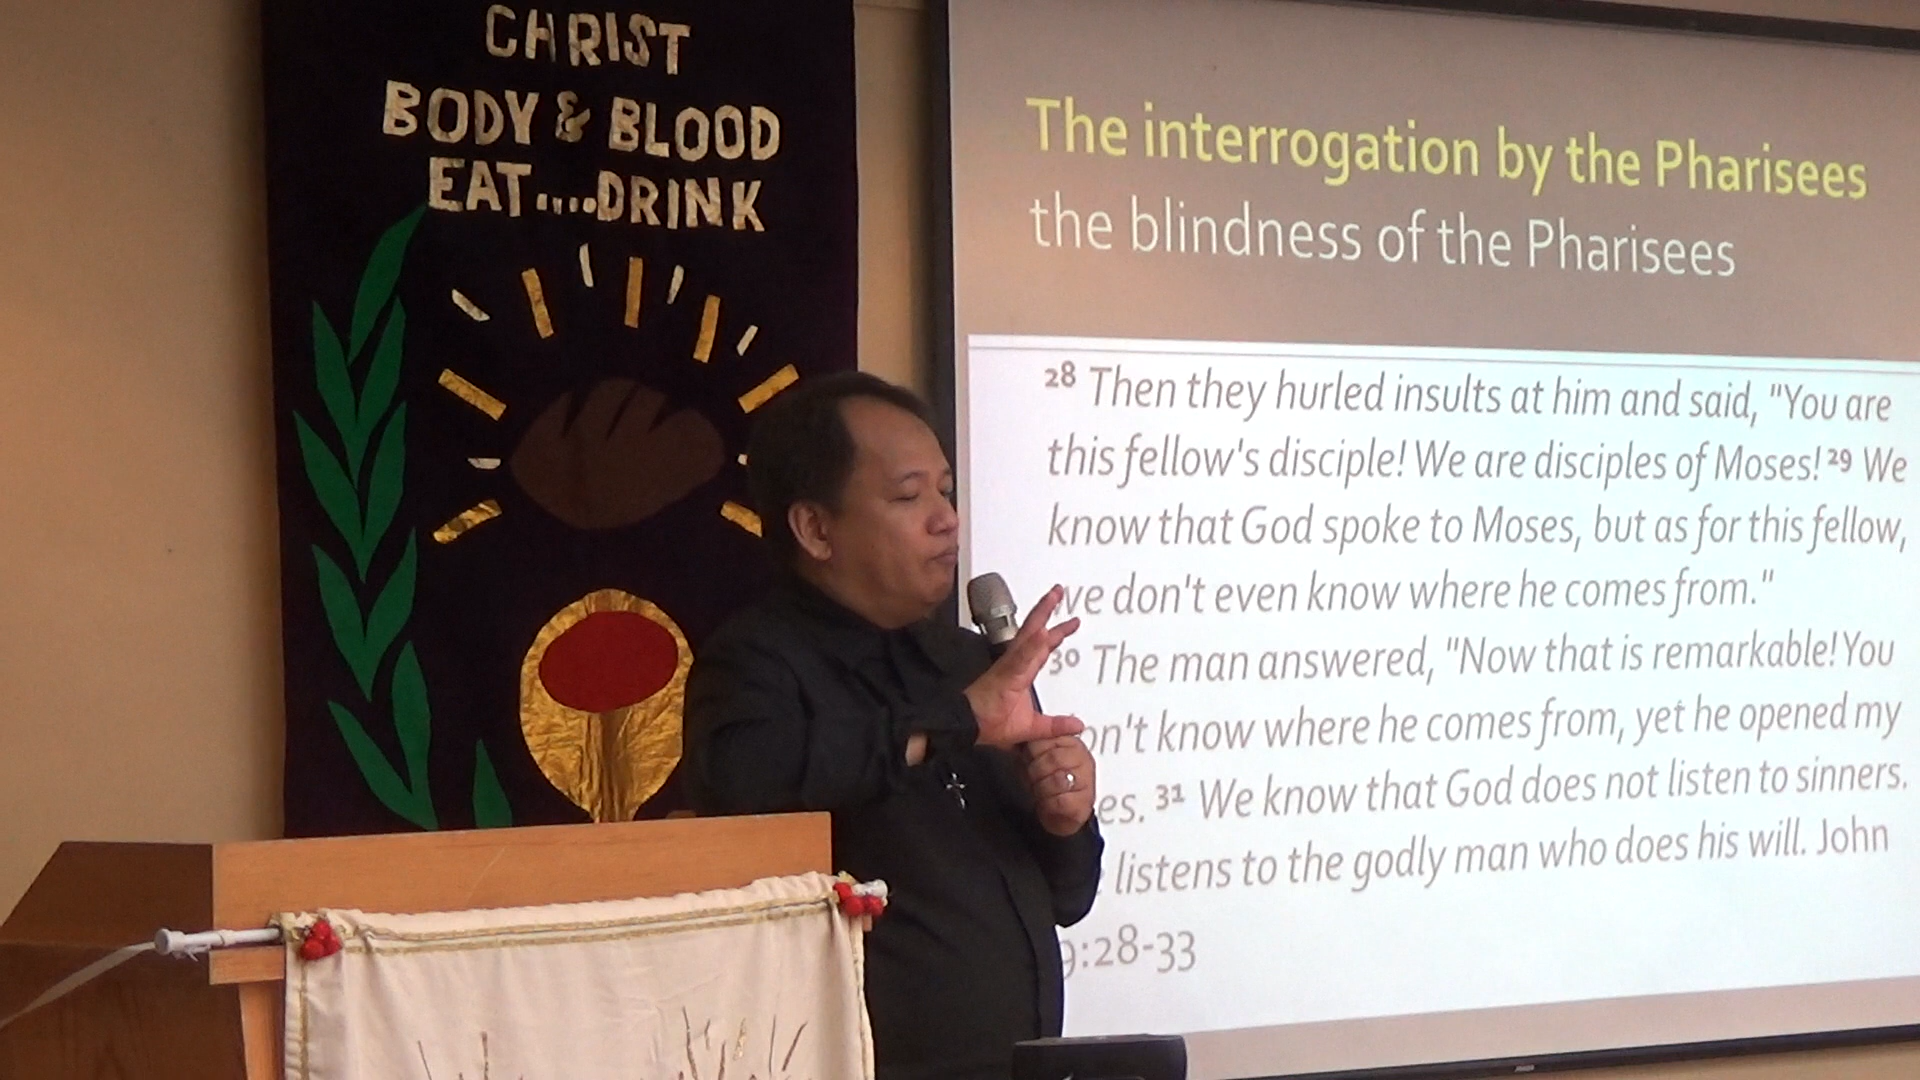 CHRIST
BODY & BLOOD
EAT....DRINK
The interrogation by the Pharisees
the blindness of the Pharisees
28 Then they hurled insults at him and said, "You are
this fellow's disciple! We are disciples of Moses! 29 We
know that God spoke to Moses, but as for this fellow,
we don't even know where he comes from."
30 The man answered, "Now that is remarkable! You
on't know where he comes from, yet he opened my
es. 31 We know that God does not listen to sinners.
listens to the godly man who does his will. John
9:28-33